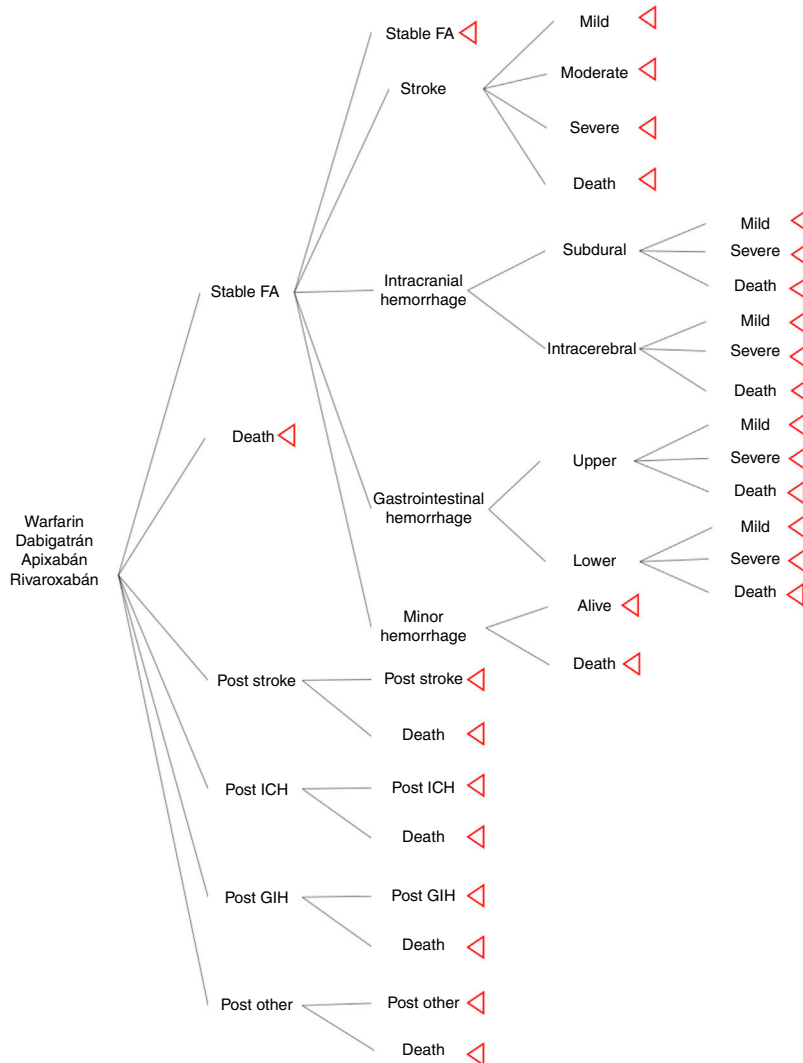 Warfarin
Dabigatrán
Apixabán
Rivaroxabán
Stable FA
Stable FA
Stroke
Mild
Moderate
Severe
Death
Intracranial
hemorrhage
Subdural
Mild
Severe
Death
Intracerebral
Mild
Severe
Death
Gastrointestinal
hemorrhage
Upper
Mild
Severe
Death
Lower
Mild
Severe
Death
Minor
hemorrhage
Alive
Death
Death
Post stroke
Post stroke
Death
Post ICH
Post ICH
Death
Post GIH
Post GIH
Death
Post other
Post other
Death